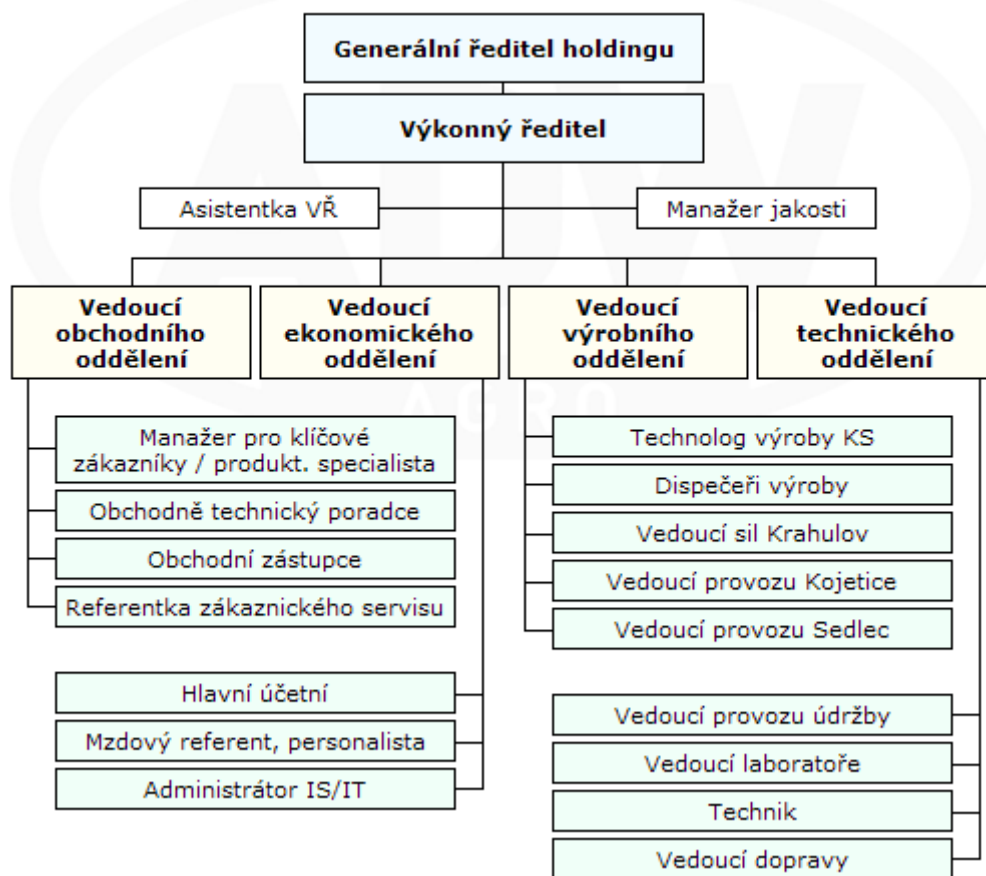 Generální ředitel holdingu
Výkonný ředitel
Asistentka VŘ
Manažer jakosti
Vedoucí
obchodního
oddělení
Vedoucí
ekonomického
oddělení
Vedoucí
výrobního
oddělení
Vedoucí
technického
oddělení
Manažer pro klíčové
zákazníky / produkt. specialista
Obchodně technický poradce
Obchodní zástupce
Referentka zákaznického servisu
Hlavní účetní
Mzdový referent, personalista
Administrátor IS/IT
Technolog výroby KS
Dispečeři výroby
Vedoucí sil Krahulov
Vedoucí provozu Kojetice
Vedoucí provozu Sedlec
Vedoucí provozu údržby
Vedoucí laboratoře
Technik
Vedoucí dopravy
ADW
AGRO